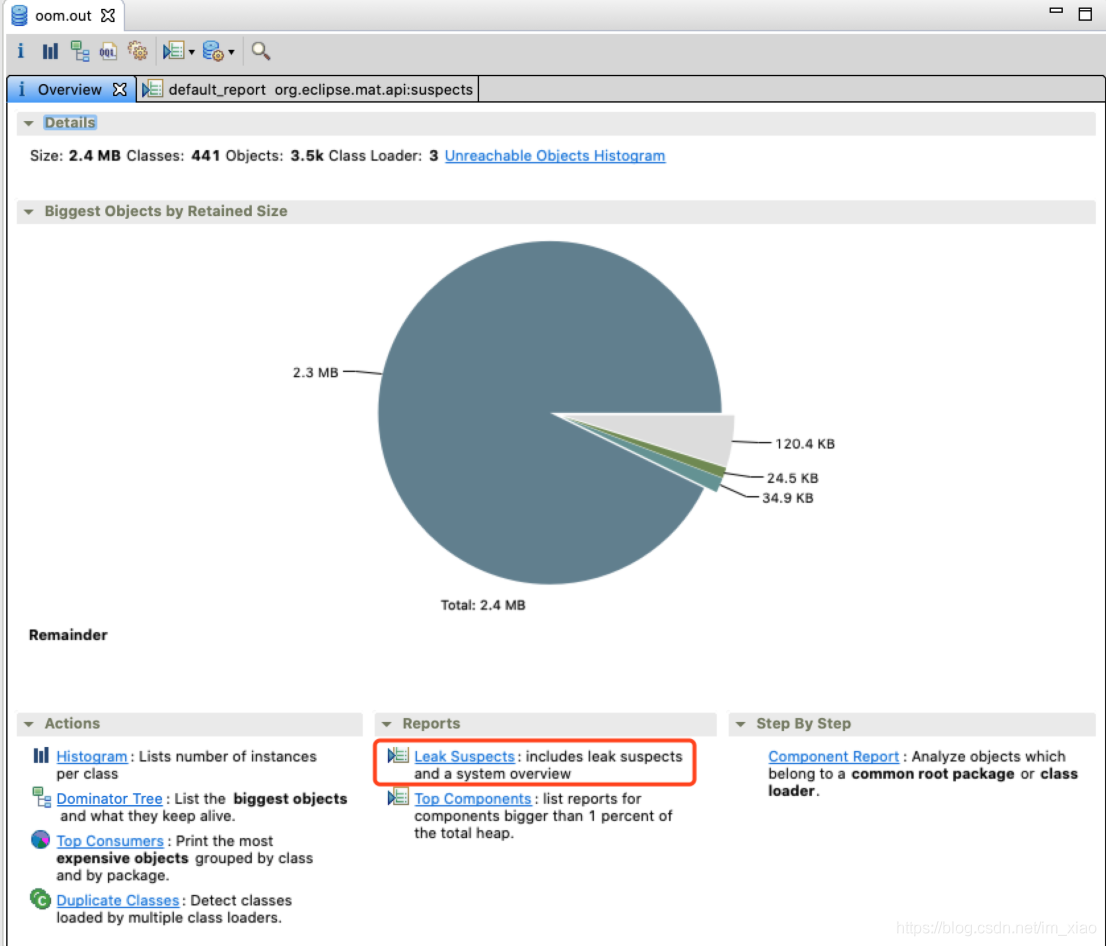 oom.out
OQL
i Overview
default_report org.eclipse.mat.api:suspects
Details
Size: 2.4 MB Classes: 441 Objects: 3.5k Class Loader: 3 Unreachable Objects Histogram
Biggest Objects by Retained Size
2.3 MB
120.4 KB
24.5 KB
34.9 KB
Total: 2.4 MB
Remainder
Actions
Histogram : Lists number of instances
per class
Dominator Tree : List the biggest objects
and what they keep alive.
Top Consumers : Print the most
expensive objects grouped by class
and by package.
Duplicate Classes : Detect classes
loaded by multiple class loaders.
Reports
Leak Suspects : includes leak suspects
and a system overview
Top Components : list reports for
components bigger than 1 percent of
the total heap.
Step By Step
Component Report : Analyze objects which
belong to a common root package or class
loader.
https://blog.csdn.net/im_xiao